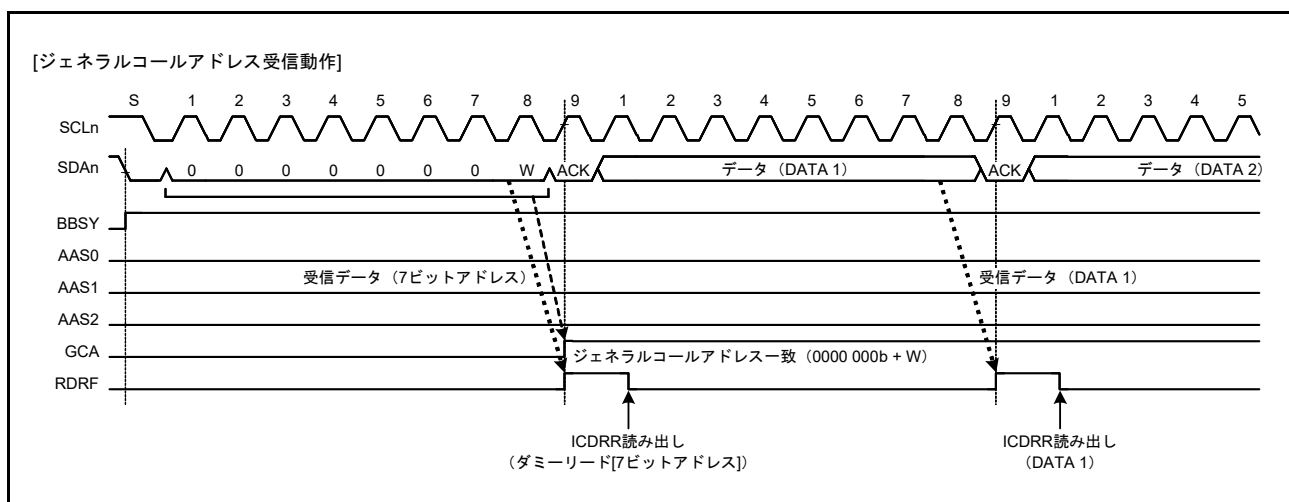 [ジェネラルコールアドレス受信動作]
S 1 2 3 4 5 6 7 8 9 1 2 3 4 5 6 7 8 9 1 2 3 4 5
SCLn
SDAn 0 0 0 0 0 0 0 W ACK データ（DATA 1） ACK データ（DATA 2）
BBSY
AAS0
受信データ（7ビットアドレス） 受信データ（DATA 1）
AAS1
AAS2
GCA ジェネラルコールアドレス一致（0000 000b + W）
RDRF
ICDRR読み出し ICDRR読み出し
（ダミーリード[7ビットアドレス]） （DATA 1）